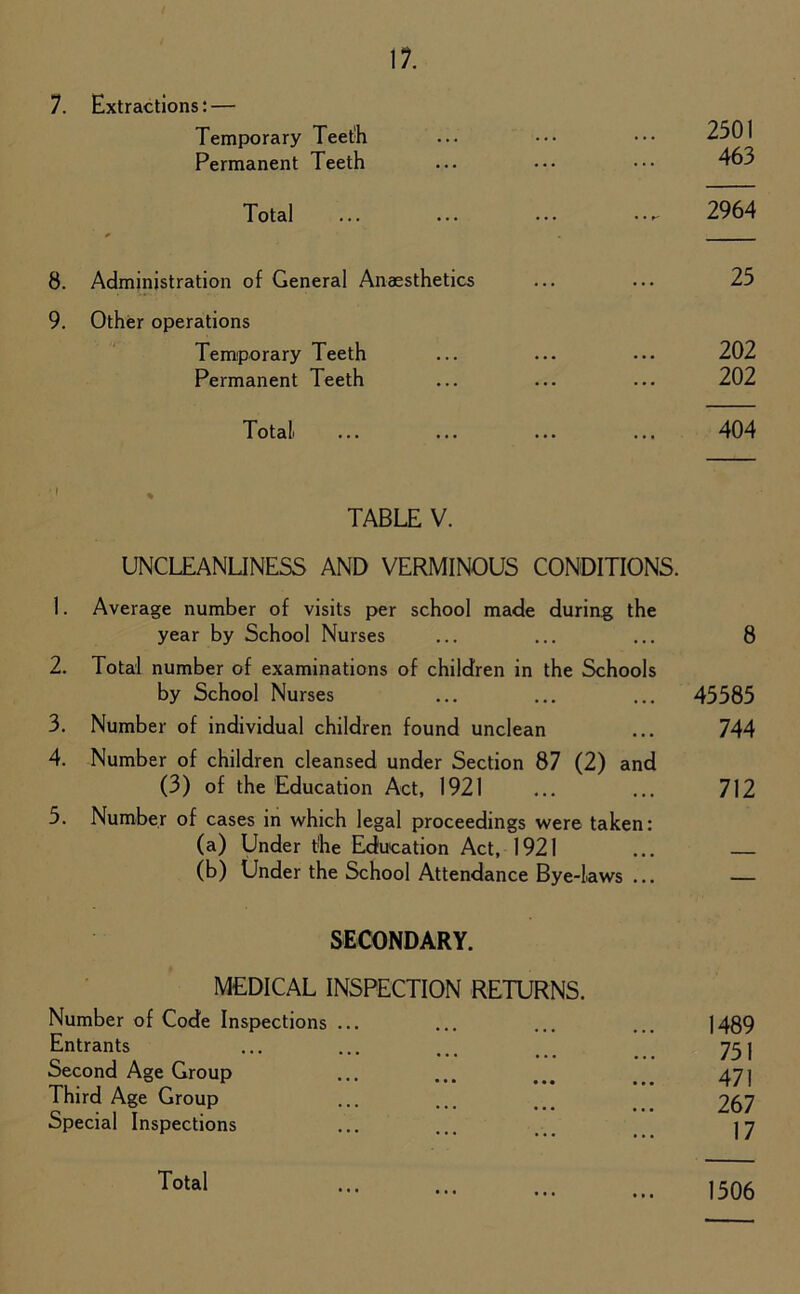 17.
7. Extractions:—
Temporary Teeth ... ... ... 2501
Permanent Teeth ... ... ... 463
Total ... ... ... ... 2964
8. Administration of General Anæsthetics ... ... 25
9. Other operations
Temporary Teeth ... ... ... 202
Permanent Teeth ... ... ... 202
Total ... ... ... ... 404
TABLE V.
UNCLEANLINESS AND VERMINOUS CONDITIONS.
1. Average number of visits per school made during the
year by School Nurses ... ... ... 8
2. Total number of examinations of children in the Schools
by School Nurses ... ... ... 45585
3. Number of individual children found unclean ... 744
4. Number of children cleansed under Section 87 (2) and
(3) of the Education Act, 1921 ... ... 712
5. Number of cases in which legal proceedings were taken:
(a) Under the Education Act, 1921 ... —
(b) Under the School Attendance Bye-laws ... —
SECONDARY.
MEDICAL INSPECTION RETURNS.
Number of Code Inspections ... ... ... ... 1489
Entrants ... ... ... ... ... 751
Second Age Group ... ... ... ... 471
Third Age Group ... ... ... ... 267
Special Inspections ... ... ... ... 17
Total ... ... ... ... 1506